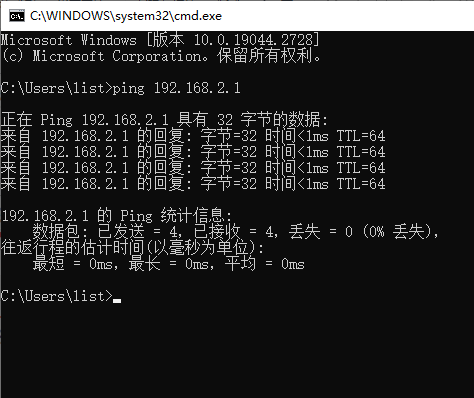 C:\WINDOWS\system32\cmd.exe
Microsoft Windows [版本 10.0.19044.2728]
(c) Microsoft Corporation。保留所有权利。
C:\Users\list>ping 192.168.2.1
正在 Ping 192.168.2.1 具有 32 字节的数据:
来自 192.168.2.1 的回复: 字节=32 时间<1ms TTL=64
来自 192.168.2.1 的回复: 字节=32 时间<1ms TTL=64
来自 192.168.2.1 的回复: 字节=32 时间<1ms TTL=64
来自 192.168.2.1 的回复: 字节=32 时间<1ms TTL=64
192.168.2.1 的 Ping 统计信息:
数据包: 已发送 = 4，已接收 = 4，丢失 = 0 (0% 丢失)，
往返行程的估计时间(以毫秒为单位):
最短 = 0ms，最长 = 0ms，平均 = 0ms
C:\Users\list>